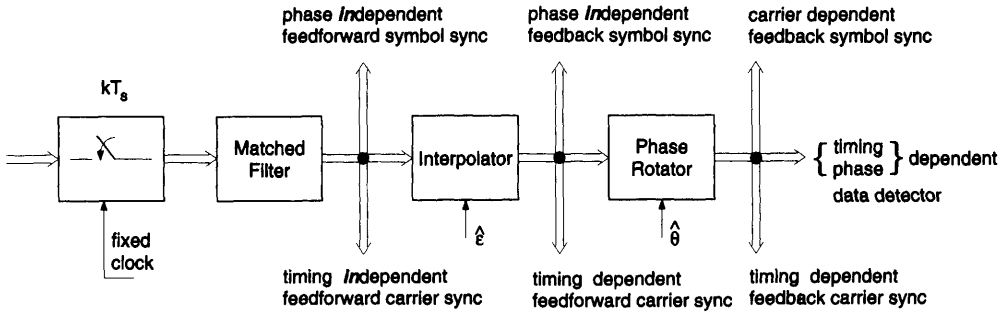 phase Independent
feedforward symbol sync
phase Independent
feedback symbol sync
carrier dependent
feedback symbol sync
kTs
Matched
Filter
Interpolator
Phase
Rotator
{ timing
phase } dependent
data detector
fixed
clock
ε̂
θ̂
timing Independent
feedforward carrier sync
timing dependent
feedforward carrier sync
timing dependent
feedback carrier sync